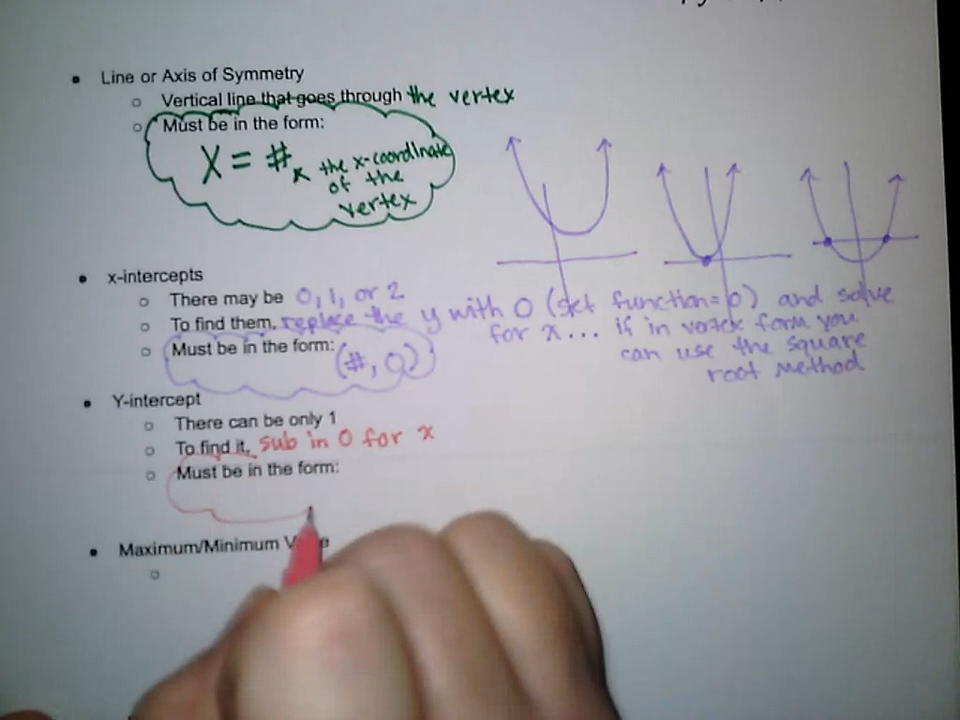 Line or Axis of Symmetry
Vertical line that goes through the vertex
Must be in the form:
X = # the x-coordinate
of the
vertex
x-intercepts
There may be 0, 1, or 2
To find them, replace the y with 0 (set function=0) and solve
for x... if in vertex form you
can use the square
root method
Must be in the form:
(#, 0)
Y-intercept
There can be only 1
To find it, sub in 0 for x
Must be in the form:
Maximum/Minimum